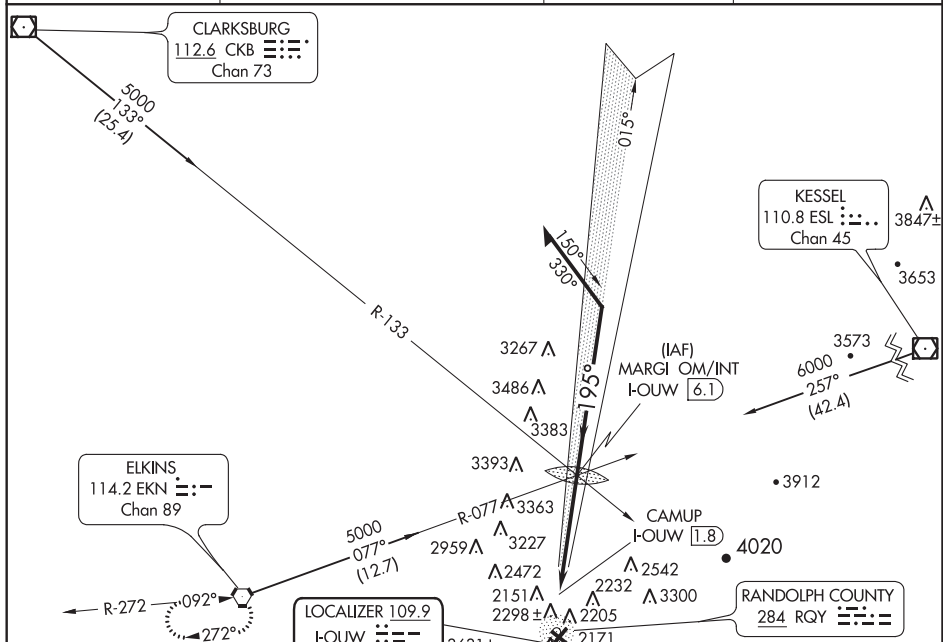 CLARKSBURG
112.6 CKB
Chan 73
5000
133°
(25.4)
015°
KESSEL
110.8 ESL
Chan 45
3847±
3653
150°
330°
R-133
3267
3573
6000
257°
(42.4)
(IAF)
MARGI OM/INT
I-OUW 6.1
3486
195°
3383
3393
3912
ELKINS
114.2 EKN
Chan 89
R-077
3363
5000
077°
(12.7)
3227
2959
CAMUP
I-OUW 1.8
4020
2472
2542
2232
3300
2151
R-272
092°
272°
2298±
2205
RANDOLPH COUNTY
284 RQY
LOCALIZER 109.9
I-OUW
2171